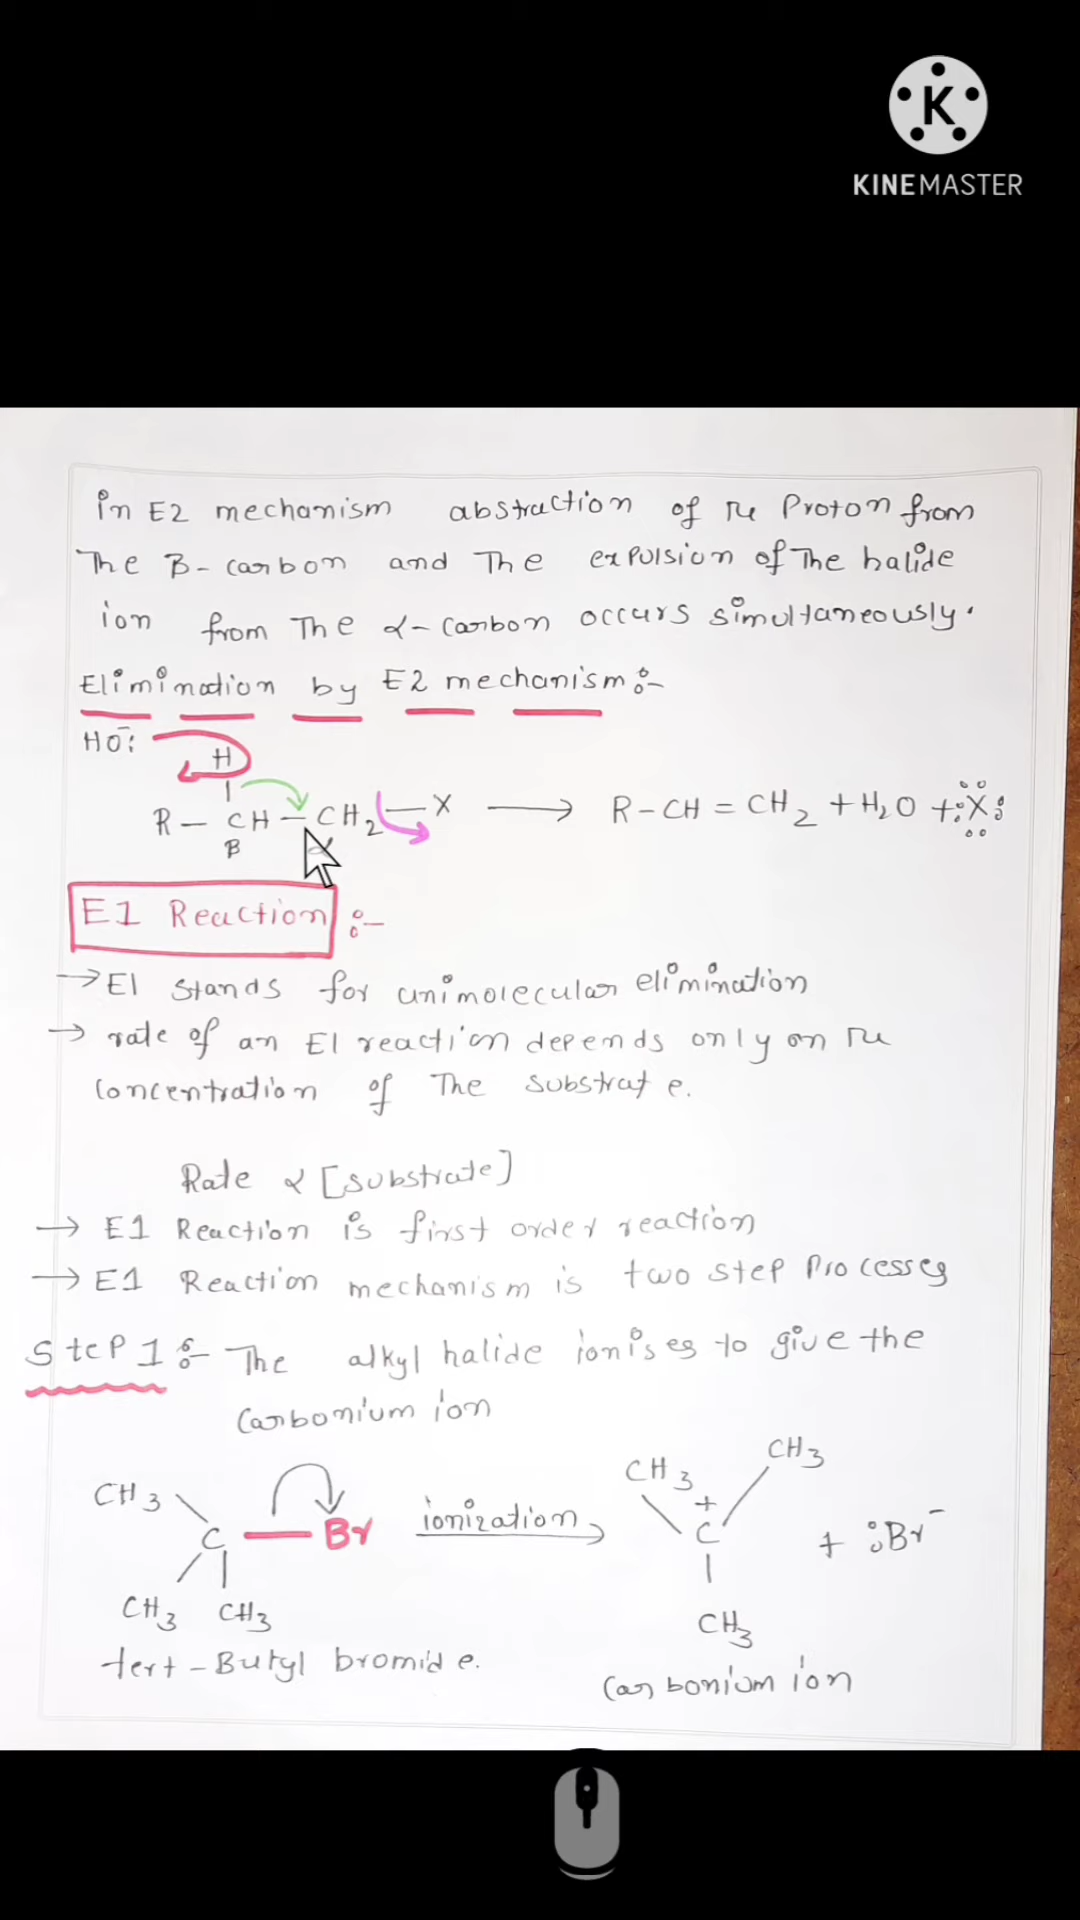 K
KINEMASTER
in E2 mechanism abstraction of the Proton from
The B-carbon and The expulsion of The halide
ion from The α-carbon occurs simultaneously.
Elimination by E2 mechanism:-
HO⁻:
H
R - CH - CH₂ - X → R-CH=CH₂ + H₂O + :X:
β α
E1 Reaction :-
→ E1 stands for unimolecular elimination
→ rate of an E1 reaction depends only on the
concentration of The substrate.
Rate α [substrate]
→ E1 Reaction is first order reaction
→ E1 Reaction mechanism is two step Processes
Step 1:- The alkyl halide ionises to give the
Carbonium ion
CH₃ CH₃ CH₃
C - Br ionization → C⁺ + :Br⁻
CH₃ CH₃ CH₃
tert-Butyl bromide. Carbonium ion